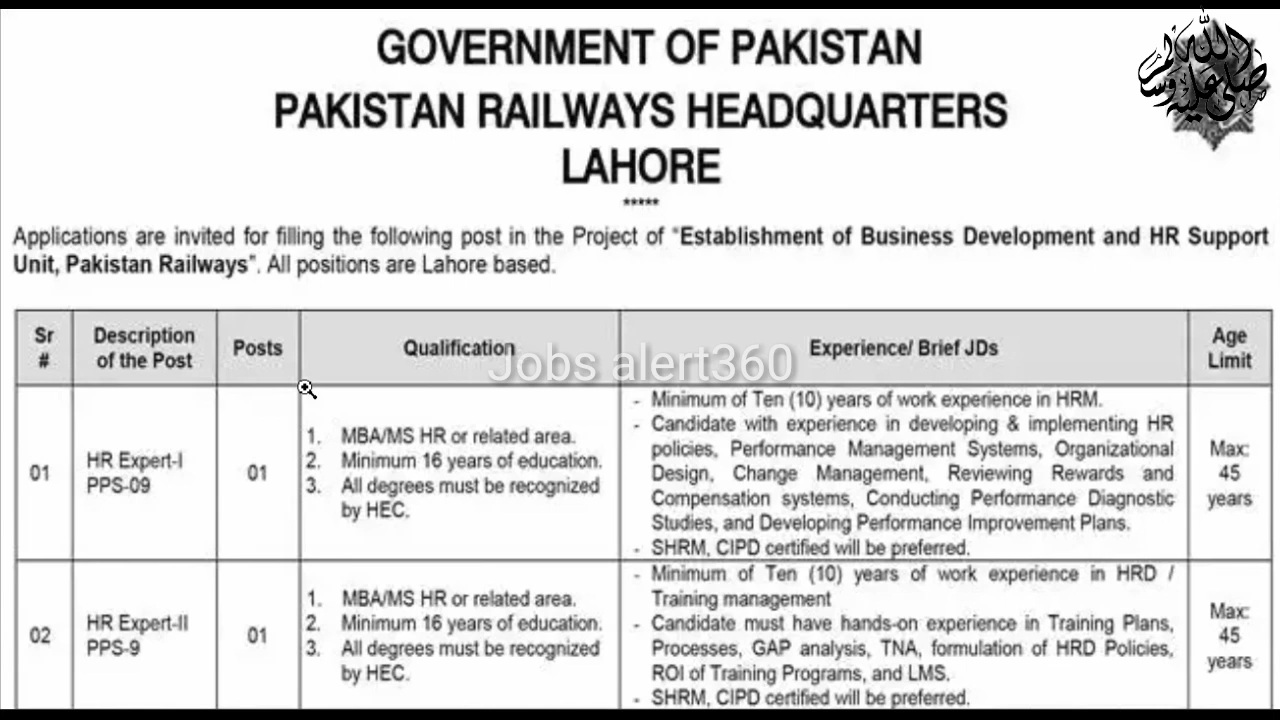 GOVERNMENT OF PAKISTAN
PAKISTAN RAILWAYS HEADQUARTERS
LAHORE
*****
صلى الله عليه وسلم
Applications are invited for filling the following post in the Project of "Establishment of Business Development and HR Support
Unit, Pakistan Railways". All positions are Lahore based.
Sr
#
Description
of the Post
Posts
Qualification
Experience/ Brief JDs
Age
Limit
Jobs alert360
01
HR Expert-I
PPS-09
01
1. MBA/MS HR or related area.
2. Minimum 16 years of education.
3. All degrees must be recognized
by HEC.
- Minimum of Ten (10) years of work experience in HRM.
- Candidate with experience in developing & implementing HR
policies, Performance Management Systems, Organizational
Design, Change Management, Reviewing Rewards and
Compensation systems, Conducting Performance Diagnostic
Studies, and Developing Performance Improvement Plans.
- SHRM, CIPD certified will be preferred.
Max:
45
years
02
HR Expert-II
PPS-9
01
1. MBA/MS HR or related area.
2. Minimum 16 years of education.
3. All degrees must be recognized
by HEC.
- Minimum of Ten (10) years of work experience in HRD /
Training management
- Candidate must have hands-on experience in Training Plans,
Processes, GAP analysis, TNA, formulation of HRD Policies,
ROI of Training Programs, and LMS.
- SHRM, CIPD certified will be preferred.
Max:
45
years